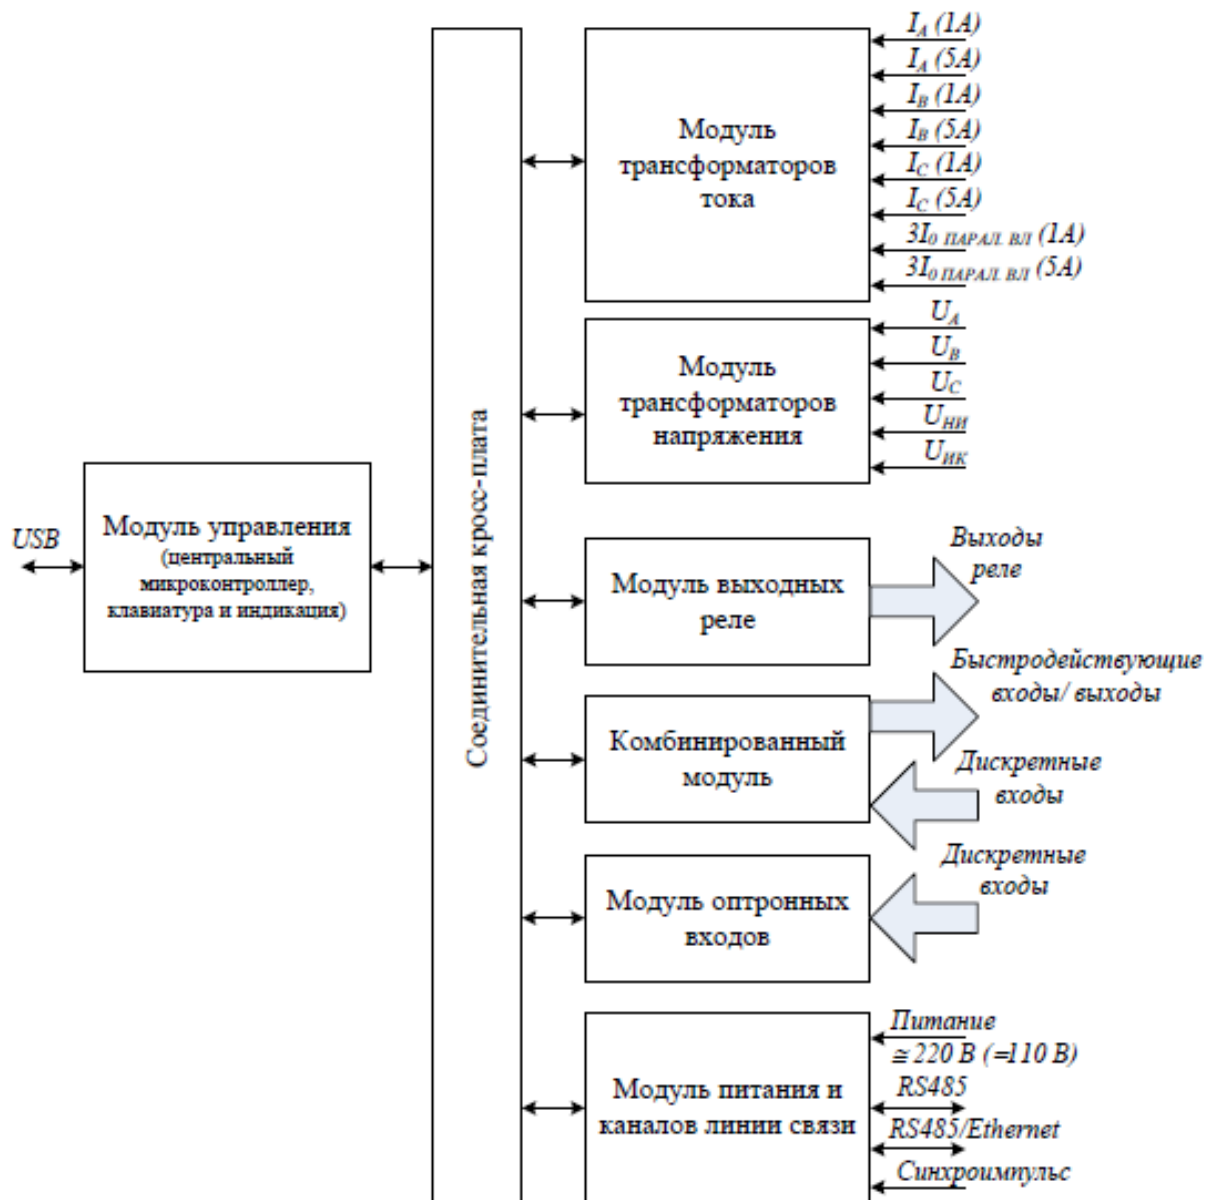 I_A (1A)
I_A (5A)
I_B (1A)
I_B (5A)
I_C (1A)
I_C (5A)
3I_0 ПАРАЛ. ВЛ (1A)
3I_0 ПАРАЛ. ВЛ (5A)
Модуль
трансформаторов
тока
U_A
U_B
U_C
U_НИ
U_ИК
Модуль
трансформаторов
напряжения
Соединительная кросс-плата
USB
Модуль управления
(центральный
микроконтроллер,
клавиатура и индикация)
Модуль выходных
реле
Выходы
реле
Быстродействующие
входы/ выходы
Комбинированный
модуль
Дискретные
входы
Дискретные
входы
Модуль оптронных
входов
Питание
≅220 В (=110 В)
RS485
RS485/Ethernet
Синхроимпульс
Модуль питания и
каналов линии связи